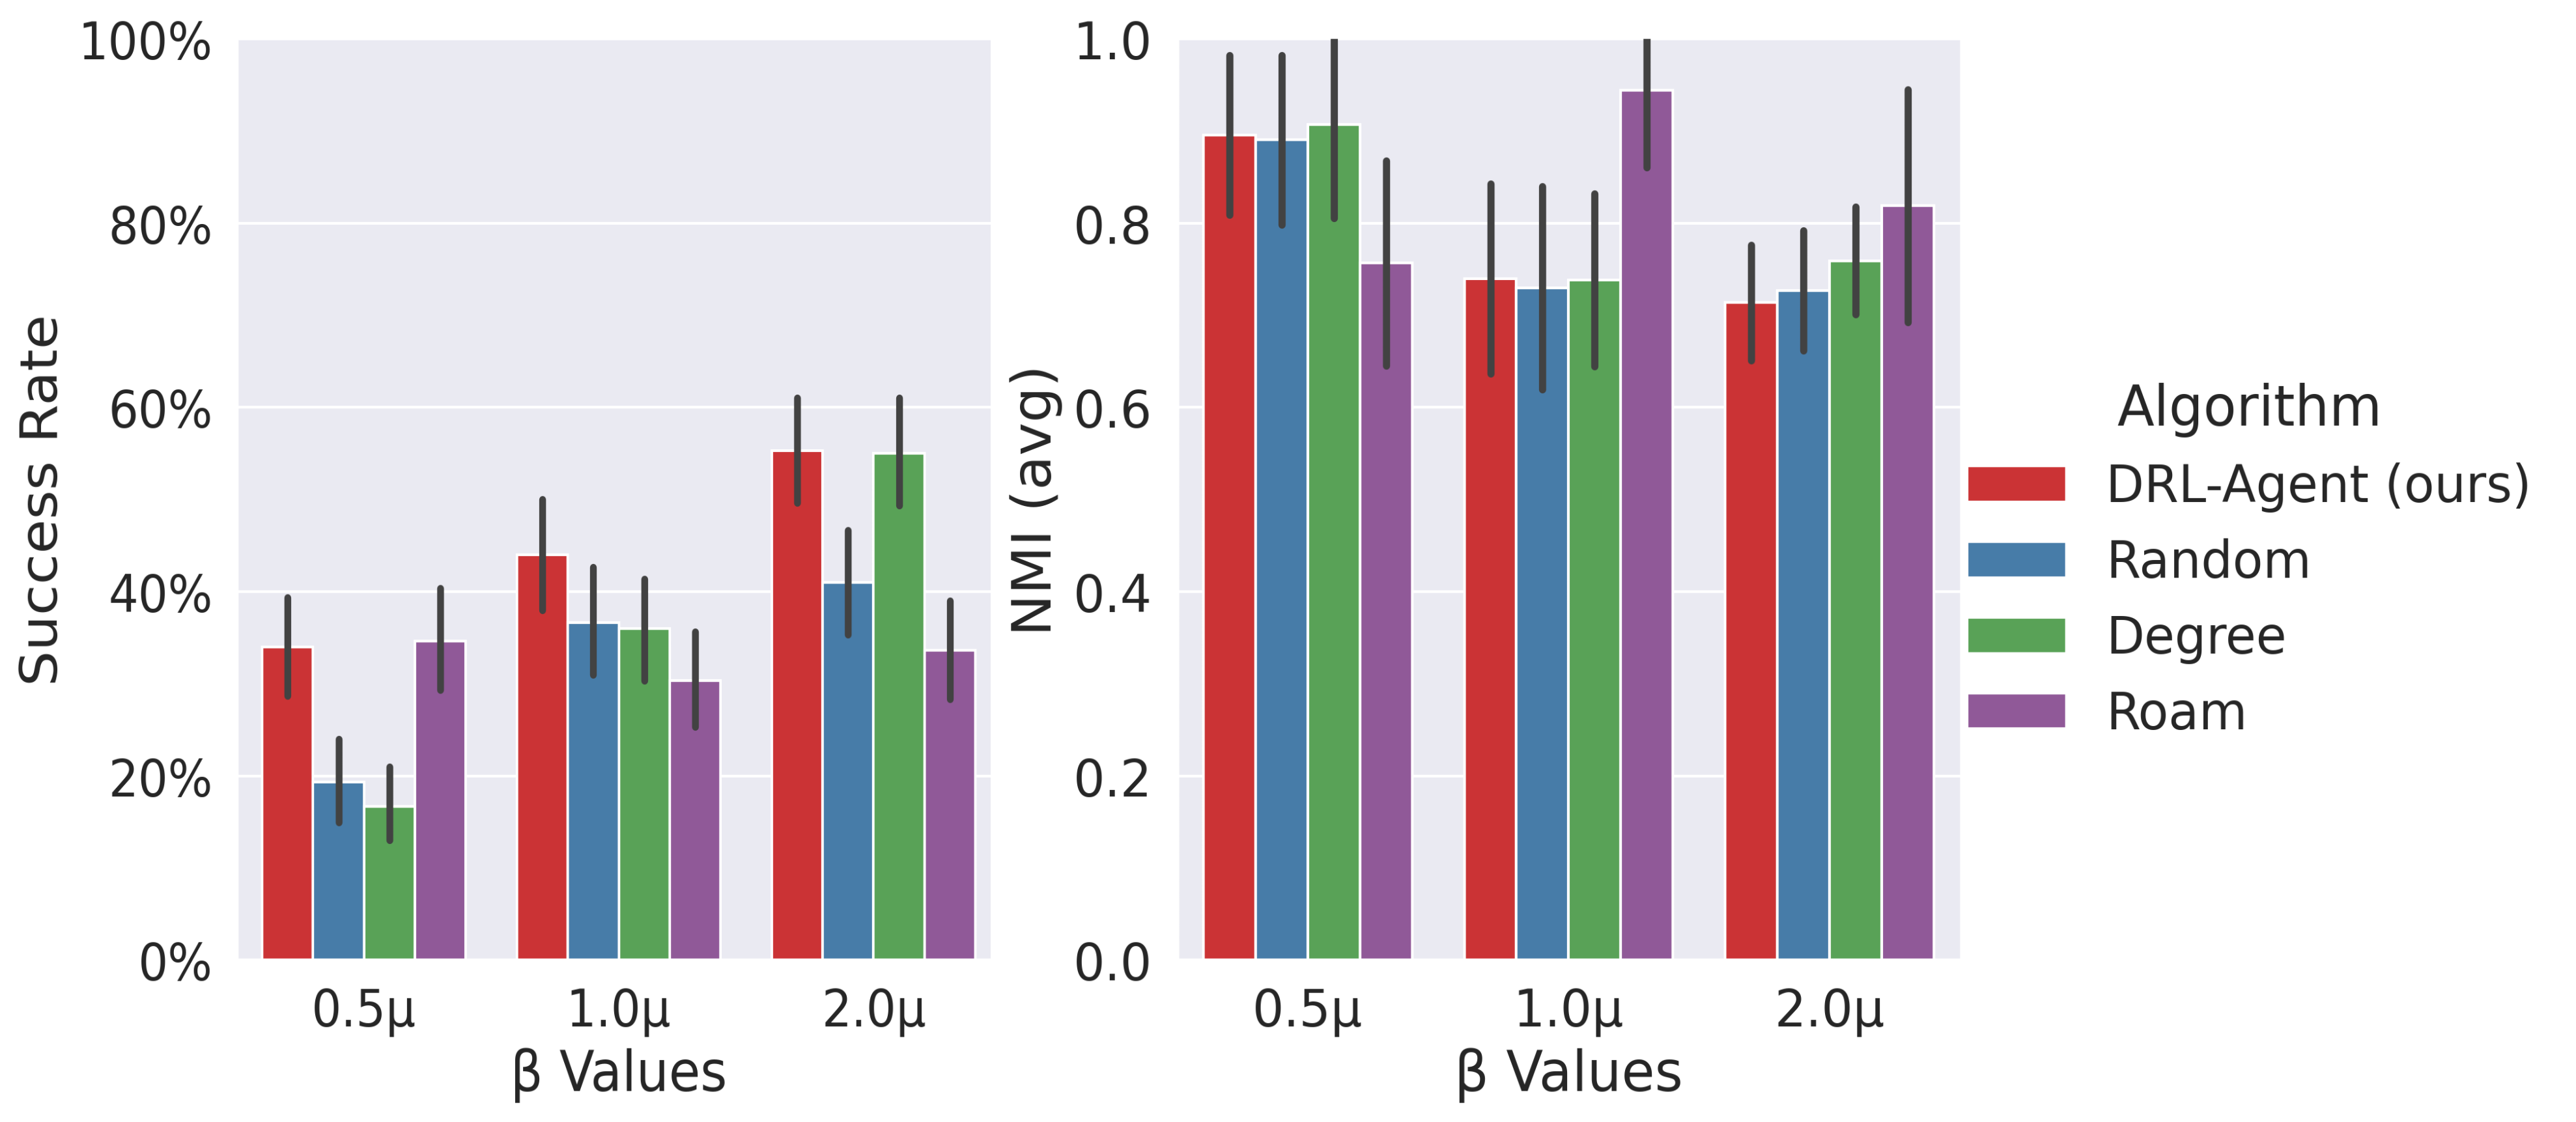 100%
80%
60%
40%
20%
0%
Success Rate
0.5μ 1.0μ 2.0μ
β Values
1.0
0.8
0.6
0.4
0.2
0.0
NMI (avg)
0.5μ 1.0μ 2.0μ
β Values
Algorithm
DRL-Agent (ours)
Random
Degree
Roam